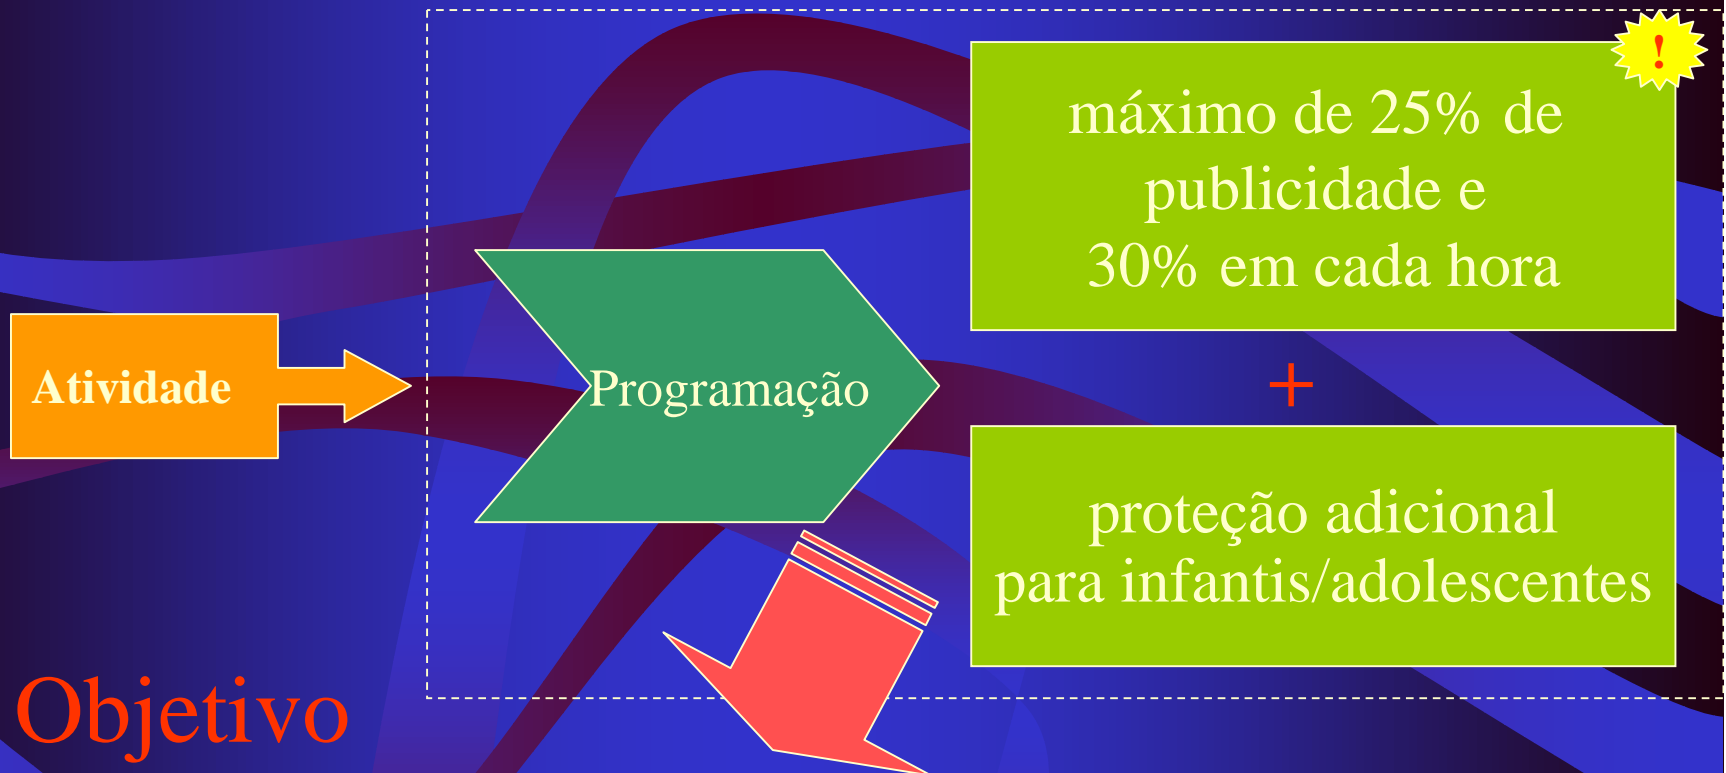 !
máximo de 25% de
publicidade e
30% em cada hora
Atividade
Programação
+
proteção adicional
para infantis/adolescentes
Objetivo